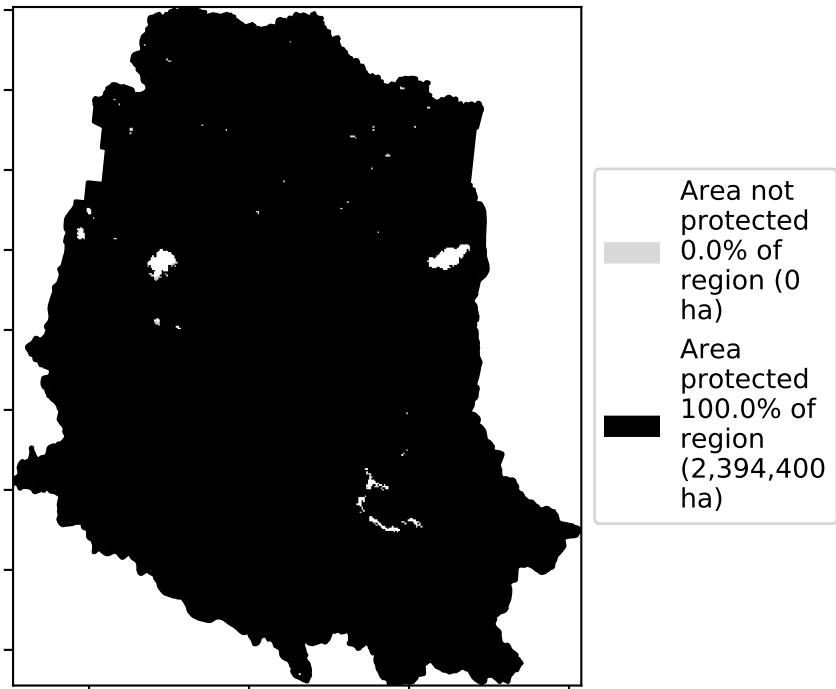 Area not
protected
0.0% of
region (0
ha)
Area
protected
100.0% of
region
(2,394,400
ha)